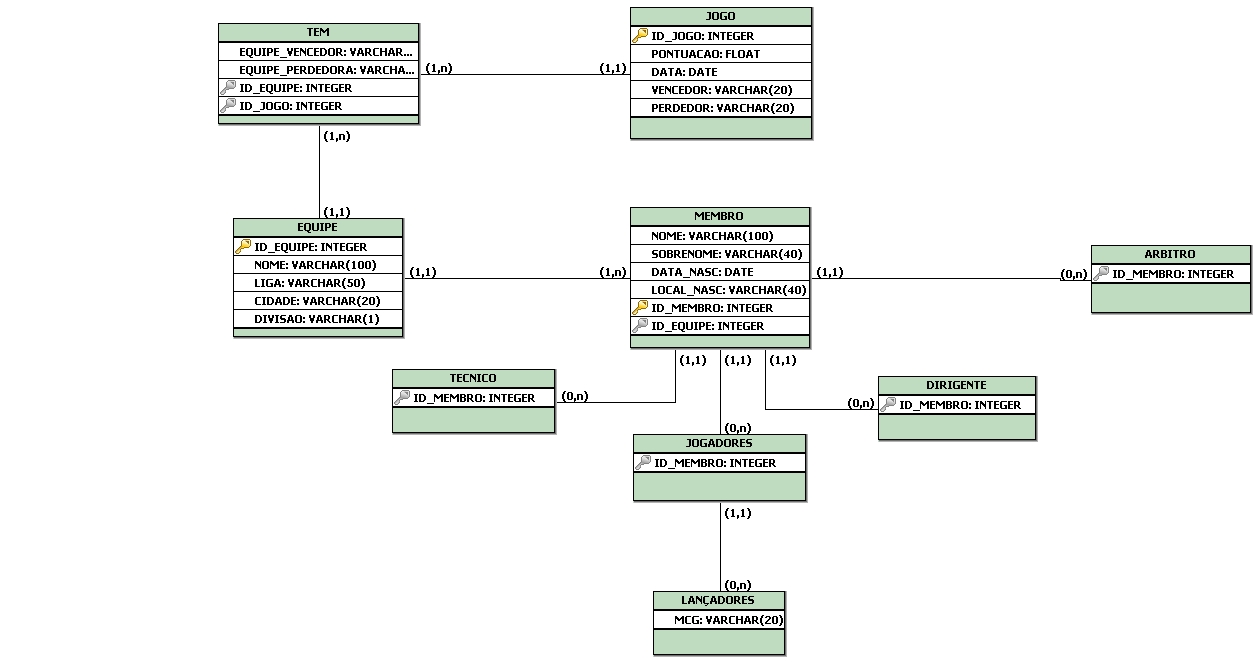 JOGO
ID_JOGO: INTEGER
PONTUACAO: FLOAT
DATA: DATE
VENCEDOR: VARCHAR(20)
PERDEDOR: VARCHAR(20)
TEM
EQUIPE_VENCEDOR: VARCHAR...
EQUIPE_PERDEDORA: VARCHA...
ID_EQUIPE: INTEGER
ID_JOGO: INTEGER
(1,n)
(1,1)
(1,n)
(1,1)
EQUIPE
ID_EQUIPE: INTEGER
NOME: VARCHAR(100)
LIGA: VARCHAR(50)
CIDADE: VARCHAR(20)
DIVISAO: VARCHAR(1)
(1,1)
(1,n)
MEMBRO
NOME: VARCHAR(100)
SOBRENOME: VARCHAR(40)
DATA_NASC: DATE
LOCAL_NASC: VARCHAR(40)
ID_MEMBRO: INTEGER
ID_EQUIPE: INTEGER
(1,1)
(0,n)
ARBITRO
ID_MEMBRO: INTEGER
(1,1)
(1,1)
(1,1)
TECNICO
ID_MEMBRO: INTEGER
(0,n)
(0,n)
DIRIGENTE
ID_MEMBRO: INTEGER
(0,n)
JOGADORES
ID_MEMBRO: INTEGER
(1,1)
(0,n)
LANÇADORES
MCG: VARCHAR(20)